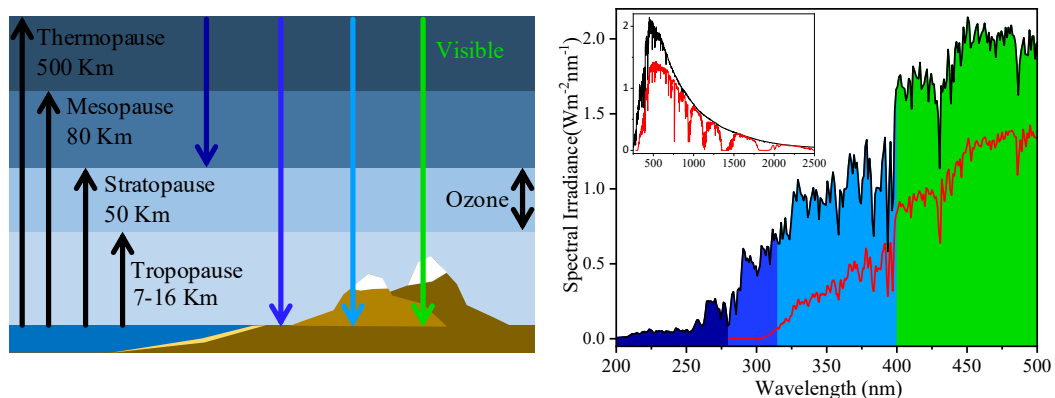 Thermopause
500 Km
Mesopause
80 Km
Stratopause
50 Km
Tropopause
7-16 Km
Visible
Ozone
Spectral Irradiance(Wm-2nm-1)
2.0
1.5
1.0
0.5
0.0
200 250 300 350 400 450 500
Wavelength (nm)
2
1
0
500 1000 1500 2000 2500